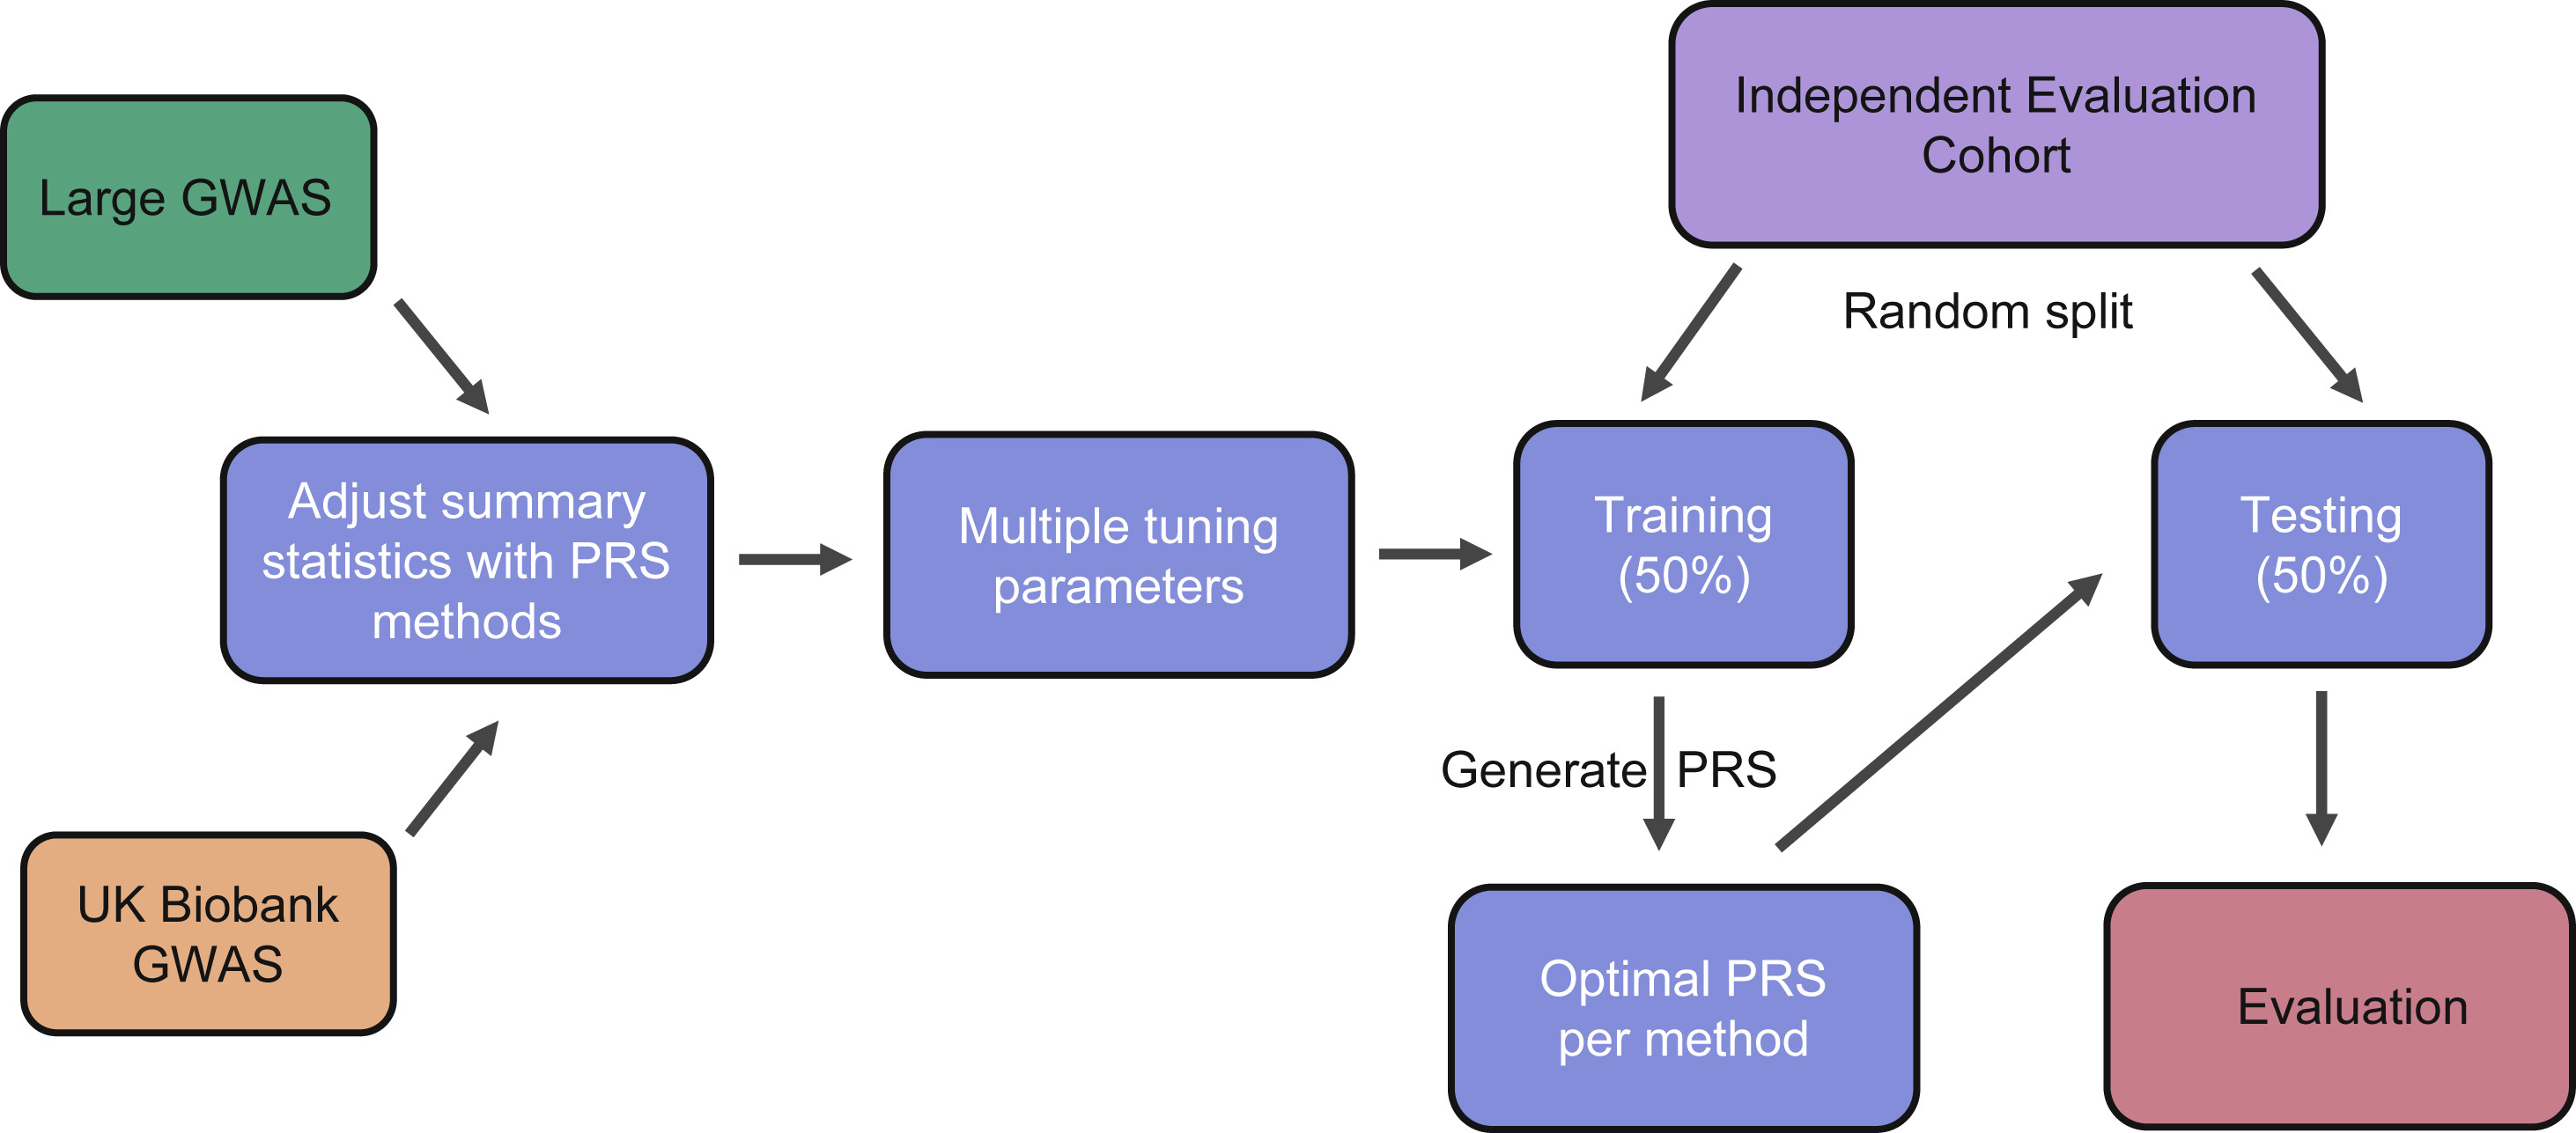 Large GWAS
UK Biobank
GWAS
Adjust summary
statistics with PRS
methods
Multiple tuning
parameters
Independent Evaluation
Cohort
Random split
Training
(50%)
Testing
(50%)
Generate PRS
Optimal PRS
per method
Evaluation